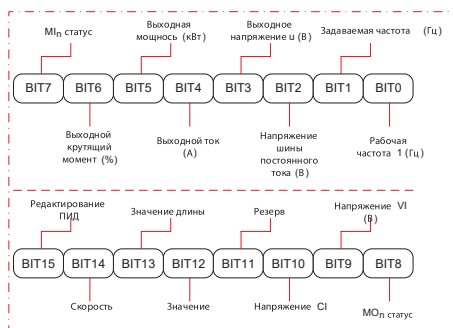 MIn статус
Выходная
мощнось (кВт)
Выходное
напряжение u (В)
Задаваемая частота (Гц)
BIT7 BIT6 BIT5 BIT4 BIT3 BIT2 BIT1 BIT0
Выходной
крутящий
момент (%)
Выходной ток
(А)
Напряжение
шины
постоянного
тока (В)
Рабочая
частота 1 (Гц)
Редактирование
ПИД
Значение длины
Резерв
Напряжение VI
(В)
BIT15 BIT14 BIT13 BIT12 BIT11 BIT10 BIT9 BIT8
Скорость
Значение
Напряжение CI
MOn статус